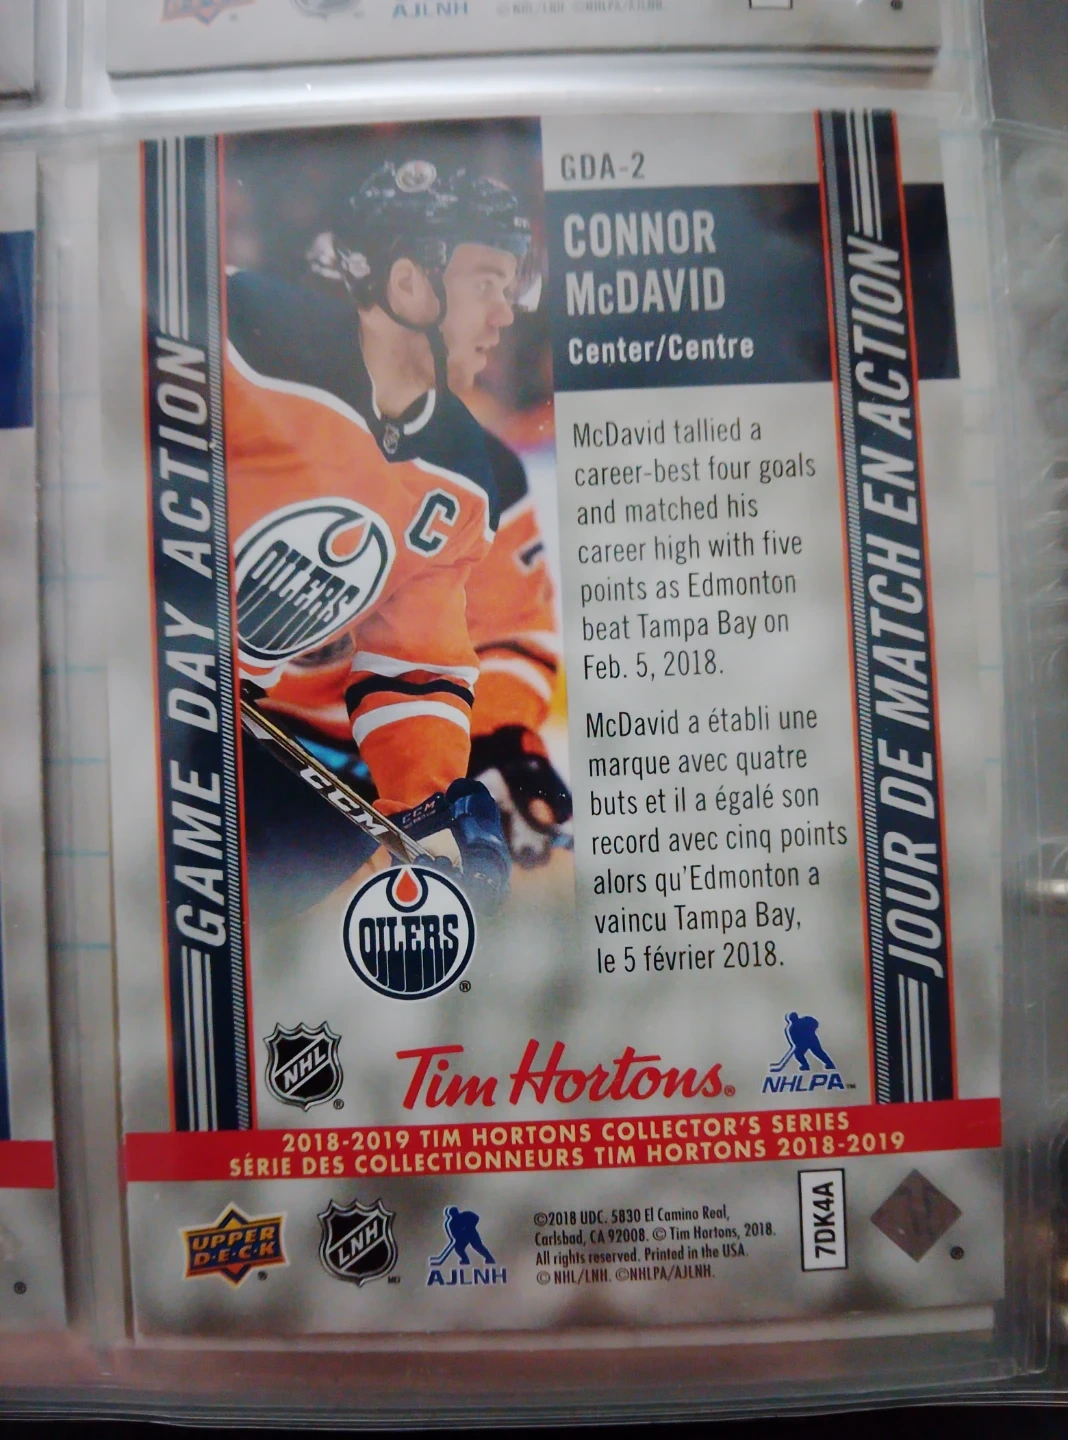 AJLNH
GDA-2
CONNOR
McDAVID
Center/Centre
GAME DAY ACTION
JOUR DE MATCH EN ACTION
McDavid tallied a
career-best four goals
and matched his
career high with five
points as Edmonton
beat Tampa Bay on
Feb. 5, 2018.
McDavid a établi une
marque avec quatre
buts et il a égalé son
record avec cinq points
alors qu'Edmonton a
vaincu Tampa Bay,
le 5 février 2018.
C
OILERS
CCM
CCM
OILERS®
NHL®
Tim Hortons®
NHLPA™
2018-2019 TIM HORTONS COLLECTOR'S SERIES
SÉRIE DES COLLECTIONNEURS TIM HORTONS 2018-2019
UPPER
D·E·C·K®
LNH
AJLNH
©2018 UDC. 5830 El Camino Real,
Carlsbad, CA 92008. © Tim Hortons, 2018.
All rights reserved. Printed in the USA.
© NHL/LNH. ©NHLPA/AJLNH.
7DK4A